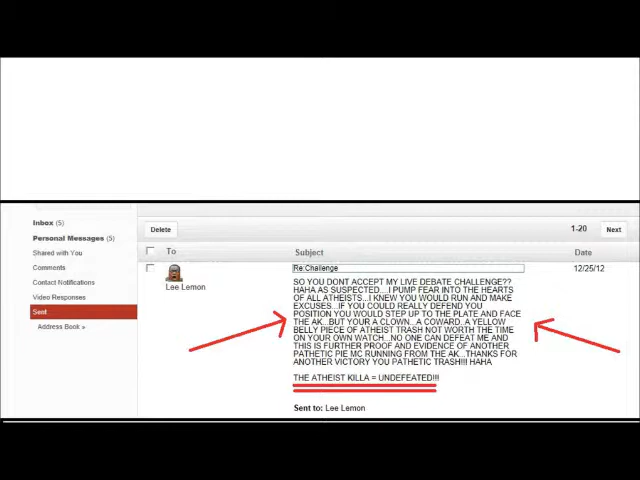 Inbox (5)
Personal Messages (5)
Shared with You
Comments
Contact Notifications
Video Responses
Sent
Address Book »
Delete
1-20
Next
To
Subject
Date
Lee Lemon
Re:Challenge
12/25/12
SO YOU DONT ACCEPT MY LIVE DEBATE CHALLENGE??
HAHA AS SUSPECTED....I PUMP FEAR INTO THE HEARTS
OF ALL ATHEISTS...I KNEW YOU WOULD RUN AND MAKE
EXCUSES...IF YOU COULD REALLY DEFEND YOU
POSITION YOU WOULD STEP UP TO THE PLATE AND FACE
THE AK..BUT YOUR A CLOWN...A COWARD..A YELLOW
BELLY PIECE OF ATHEIST TRASH NOT WORTH THE TIME
ON YOUR OWN WATCH...NO ONE CAN DEFEAT ME AND
THIS IS FURTHER PROOF AND EVIDENCE OF ANOTHER
PATHETIC PIE MC RUNNING FROM THE AK...THANKS FOR
ANOTHER VICTORY YOU PATHETIC TRASH!!! HAHA
THE ATHEIST KILLA = UNDEFEATED!!!
Sent to: Lee Lemon